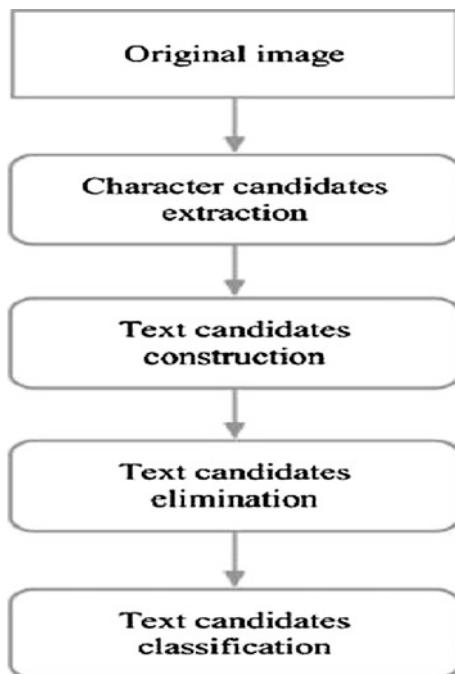 Original image
Character candidates
extraction
Text candidates
construction
Text candidates
elimination
Text candidates
classification